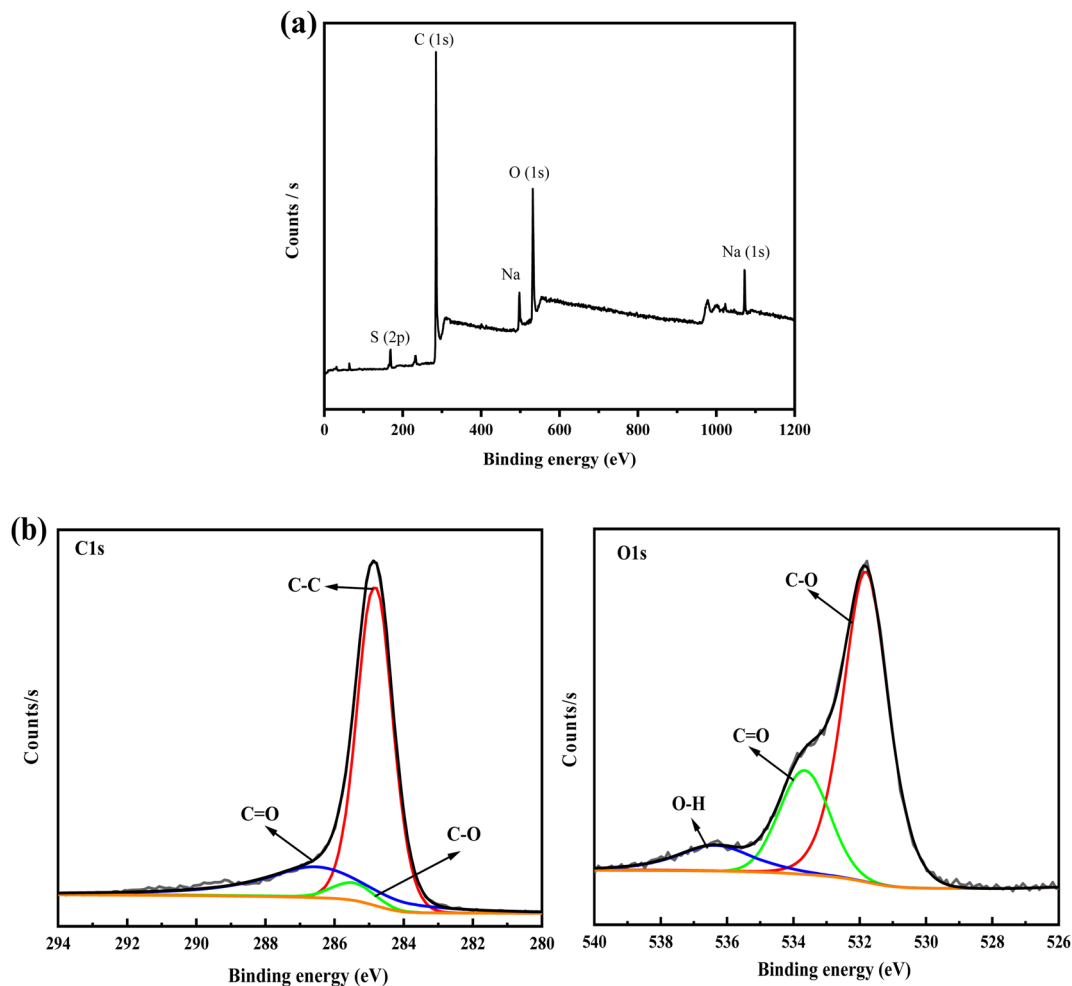 (a)
C (1s)
O (1s)
Na
Na (1s)
S (2p)
Counts / s
0 200 400 600 800 1000 1200
Binding energy (eV)
(b)
C1s
C-C
C=O
C-O
Counts/s
294 292 290 288 286 284 282 280
Binding energy (eV)
O1s
C-O
C=O
O-H
Counts/s
540 538 536 534 532 530 528 526
Binding energy (eV)